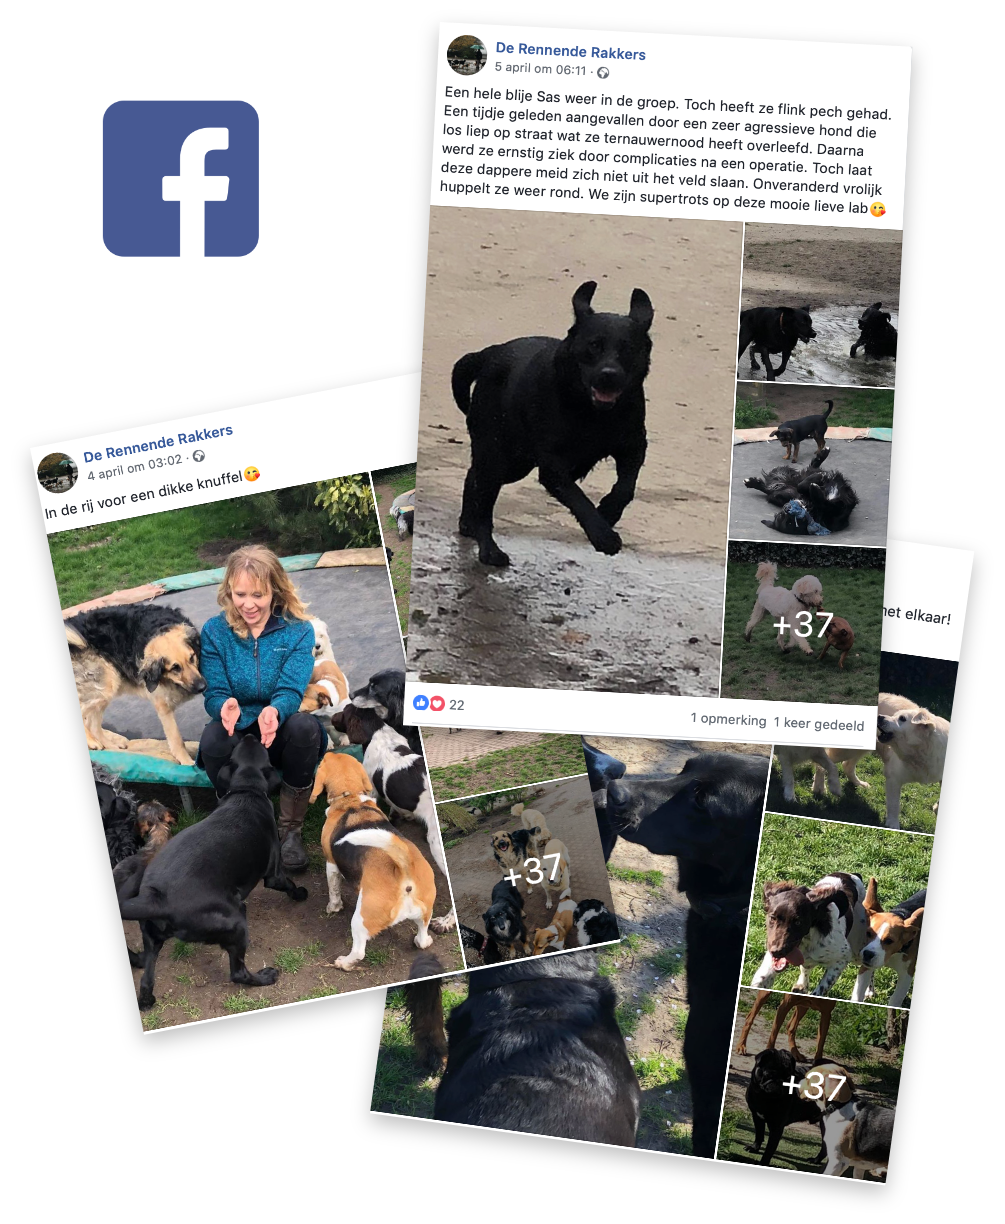 De Rennende Rakkers
5 april om 06:11 ·
Een hele blije Sas weer in de groep. Toch heeft ze flink pech gehad.
Een tijdje geleden aangevallen door een zeer agressieve hond die
los liep op straat wat ze ternauwernood heeft overleefd. Daarna
werd ze ernstig ziek door complicaties na een operatie. Toch laat
deze dappere meid zich niet uit het veld slaan. Onveranderd vrolijk
huppelt ze weer rond. We zijn supertrots op deze mooie lieve lab😘
+37
22
1 opmerking 1 keer gedeeld
De Rennende Rakkers
4 april om 03:02 ·
In de rij voor een dikke knuffel😘
+37
elkaar!
+37